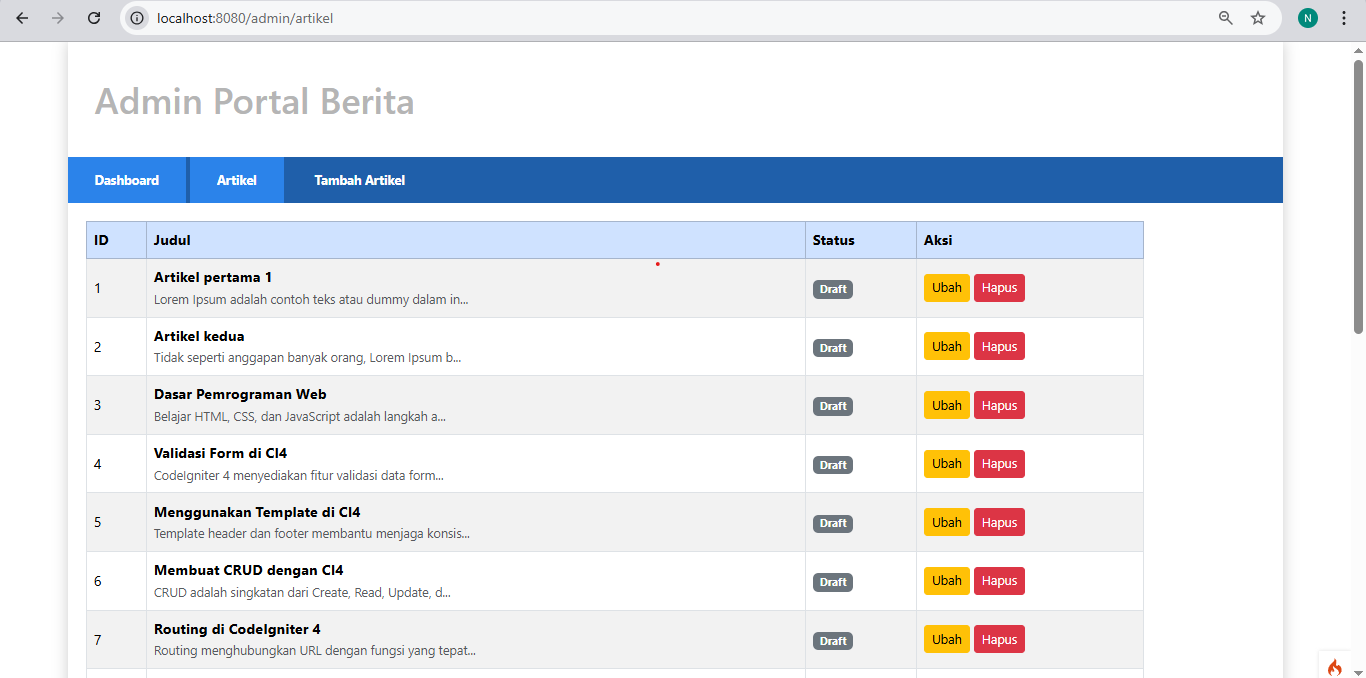 localhost:8080/admin/artikel
N
Admin Portal Berita
Dashboard Artikel Tambah Artikel
ID Judul Status Aksi
1 Artikel pertama 1 Draft Ubah Hapus
Lorem Ipsum adalah contoh teks atau dummy dalam in...
2 Artikel kedua Draft Ubah Hapus
Tidak seperti anggapan banyak orang, Lorem Ipsum b...
3 Dasar Pemrograman Web Draft Ubah Hapus
Belajar HTML, CSS, dan JavaScript adalah langkah a...
4 Validasi Form di CI4 Draft Ubah Hapus
CodeIgniter 4 menyediakan fitur validasi data form...
5 Menggunakan Template di CI4 Draft Ubah Hapus
Template header dan footer membantu menjaga konsis...
6 Membuat CRUD dengan CI4 Draft Ubah Hapus
CRUD adalah singkatan dari Create, Read, Update, d...
7 Routing di CodeIgniter 4 Draft Ubah Hapus
Routing menghubungkan URL dengan fungsi yang tepat...